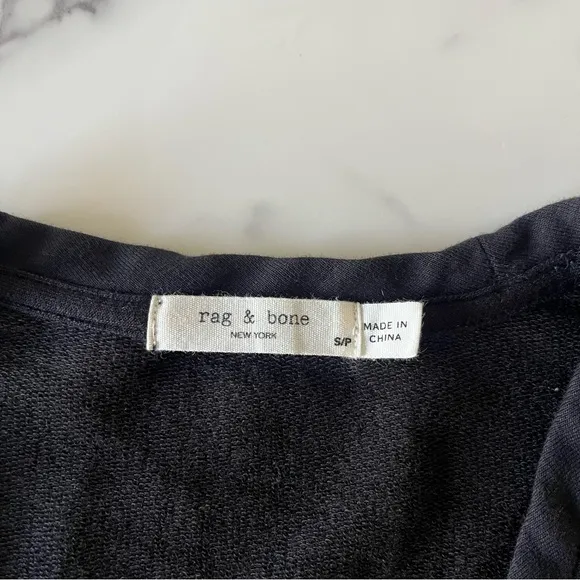 rag & bone
NEW YORK
S/P
MADE IN
CHINA